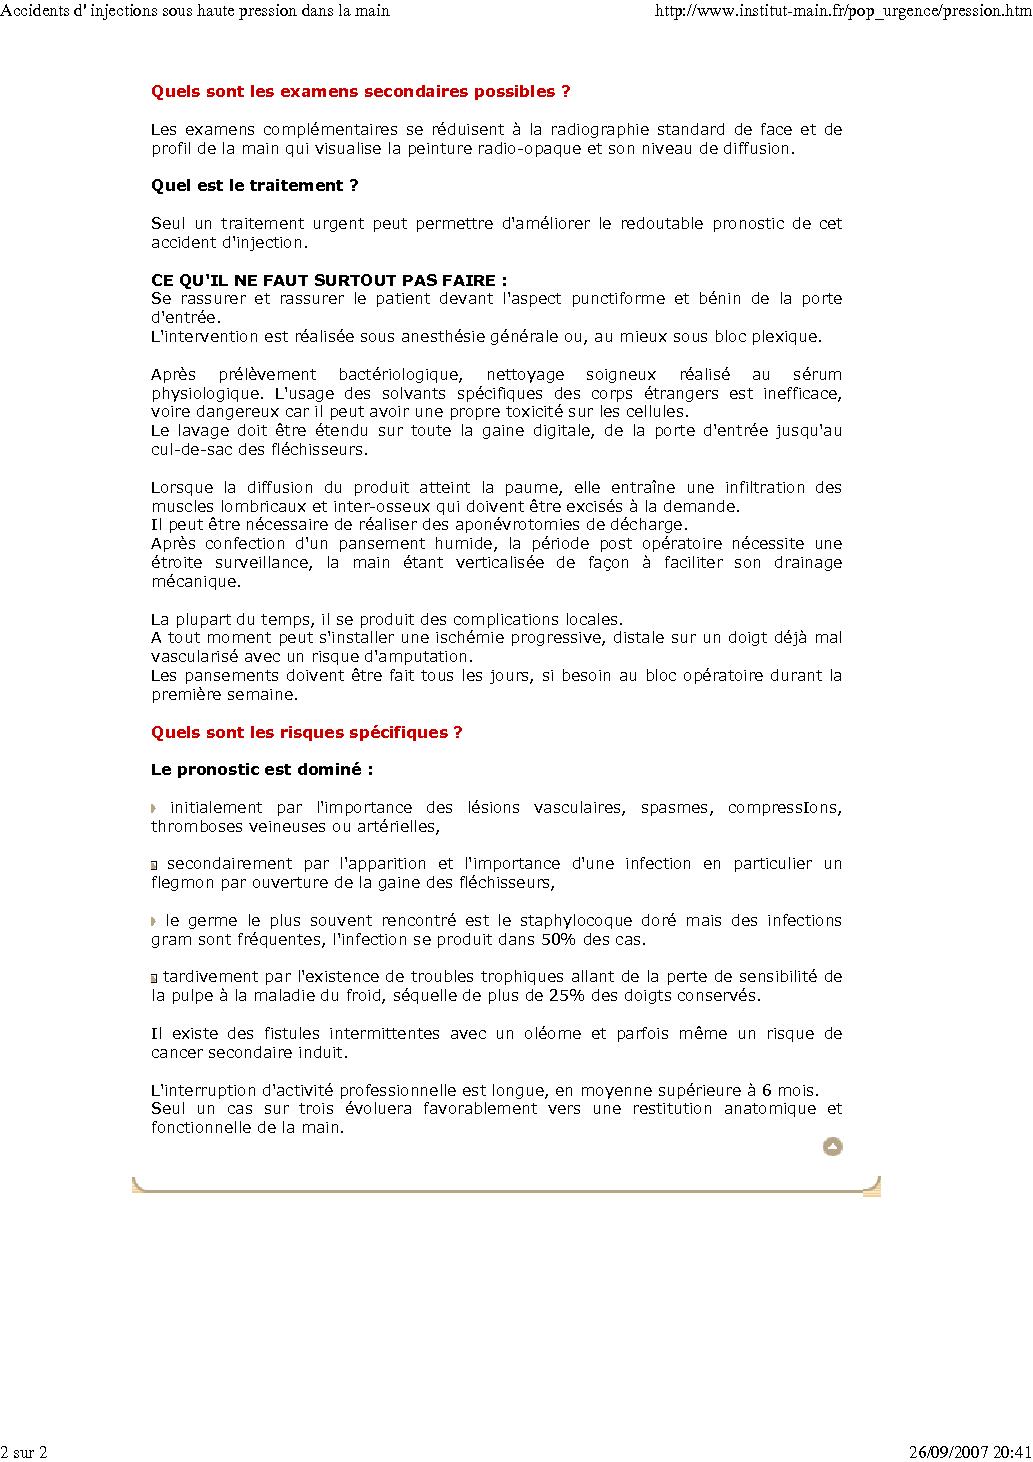 Accidents d' injections sous haute pression dans la main
http://www.institut-main.fr/pop_urgence/pression.htm
Quels sont les examens secondaires possibles ?
Les examens complémentaires se réduisent à la radiographie standard de face et de
profil de la main qui visualise la peinture radio-opaque et son niveau de diffusion.
Quel est le traitement ?
Seul un traitement urgent peut permettre d'améliorer le redoutable pronostic de cet
accident d'injection.
CE QU'IL NE FAUT SURTOUT PAS FAIRE :
Se rassurer et rassurer le patient devant l'aspect punctiforme et bénin de la porte
d'entrée.
L'intervention est réalisée sous anesthésie générale ou, au mieux sous bloc plexique.
Après prélèvement bactériologique, nettoyage soigneux réalisé au sérum
physiologique. L'usage des solvants spécifiques des corps étrangers est inefficace,
voire dangereux car il peut avoir une propre toxicité sur les cellules.
Le lavage doit être étendu sur toute la gaine digitale, de la porte d'entrée jusqu'au
cul-de-sac des fléchisseurs.
Lorsque la diffusion du produit atteint la paume, elle entraîne une infiltration des
muscles lombricaux et inter-osseux qui doivent être excisés à la demande.
Il peut être nécessaire de réaliser des aponévrotomies de décharge.
Après confection d'un pansement humide, la période post opératoire nécessite une
étroite surveillance, la main étant verticalisée de façon à faciliter son drainage
mécanique.
La plupart du temps, il se produit des complications locales.
A tout moment peut s'installer une ischémie progressive, distale sur un doigt déjà mal
vascularisé avec un risque d'amputation.
Les pansements doivent être fait tous les jours, si besoin au bloc opératoire durant la
première semaine.
Quels sont les risques spécifiques ?
Le pronostic est dominé :
initialement par l'importance des lésions vasculaires, spasmes, compressIons,
thromboses veineuses ou artérielles,
secondairement par l'apparition et l'importance d'une infection en particulier un
flegmon par ouverture de la gaine des fléchisseurs,
le germe le plus souvent rencontré est le staphylocoque doré mais des infections
gram sont fréquentes, l'infection se produit dans 50% des cas.
tardivement par l'existence de troubles trophiques allant de la perte de sensibilité de
la pulpe à la maladie du froid, séquelle de plus de 25% des doigts conservés.
Il existe des fistules intermittentes avec un oléome et parfois même un risque de
cancer secondaire induit.
L'interruption d'activité professionnelle est longue, en moyenne supérieure à 6 mois.
Seul un cas sur trois évoluera favorablement vers une restitution anatomique et
fonctionnelle de la main.
2 sur 2
26/09/2007 20:41